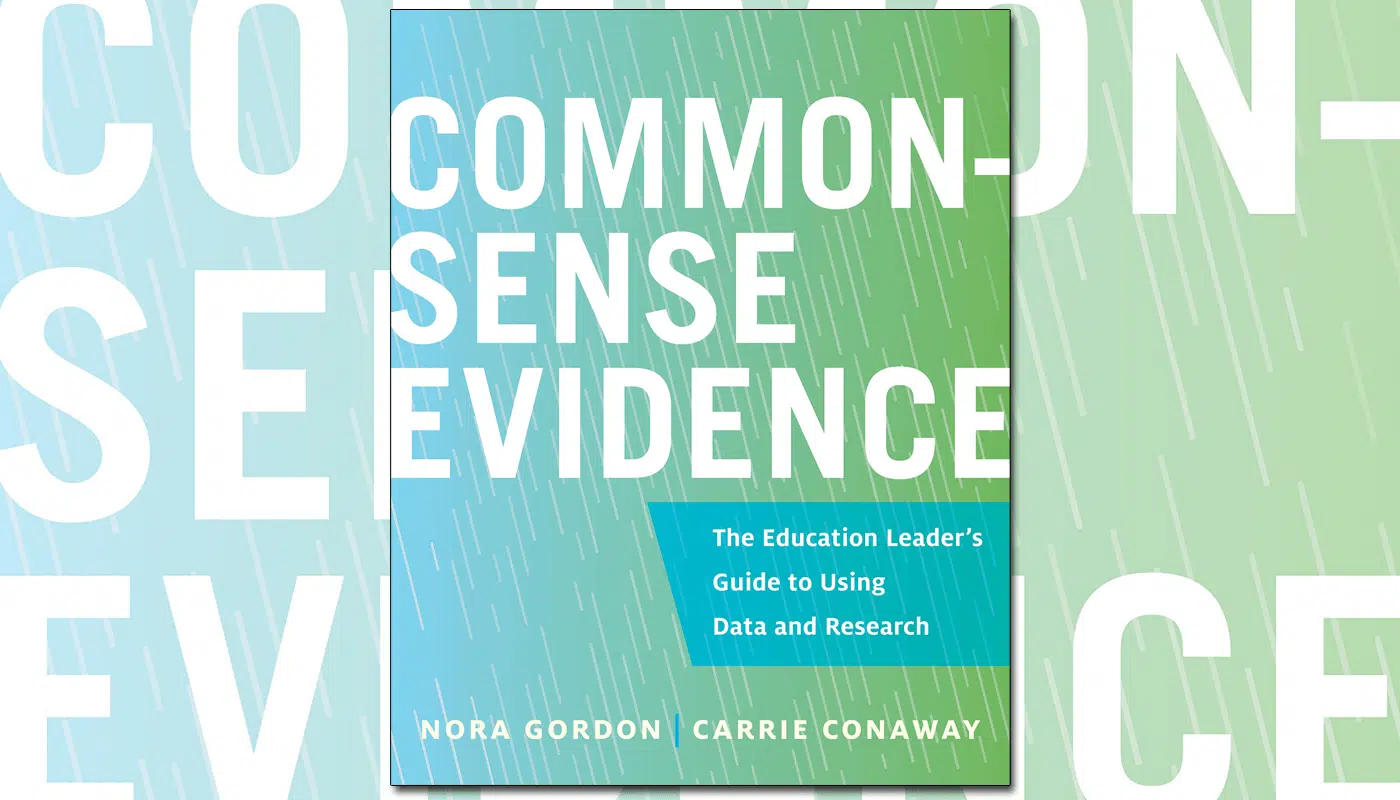 COMMON-
SENSE
EVIDENCE
The Education Leader’s
Guide to Using
Data and Research
NORA GORDON | CARRIE CONAWAY